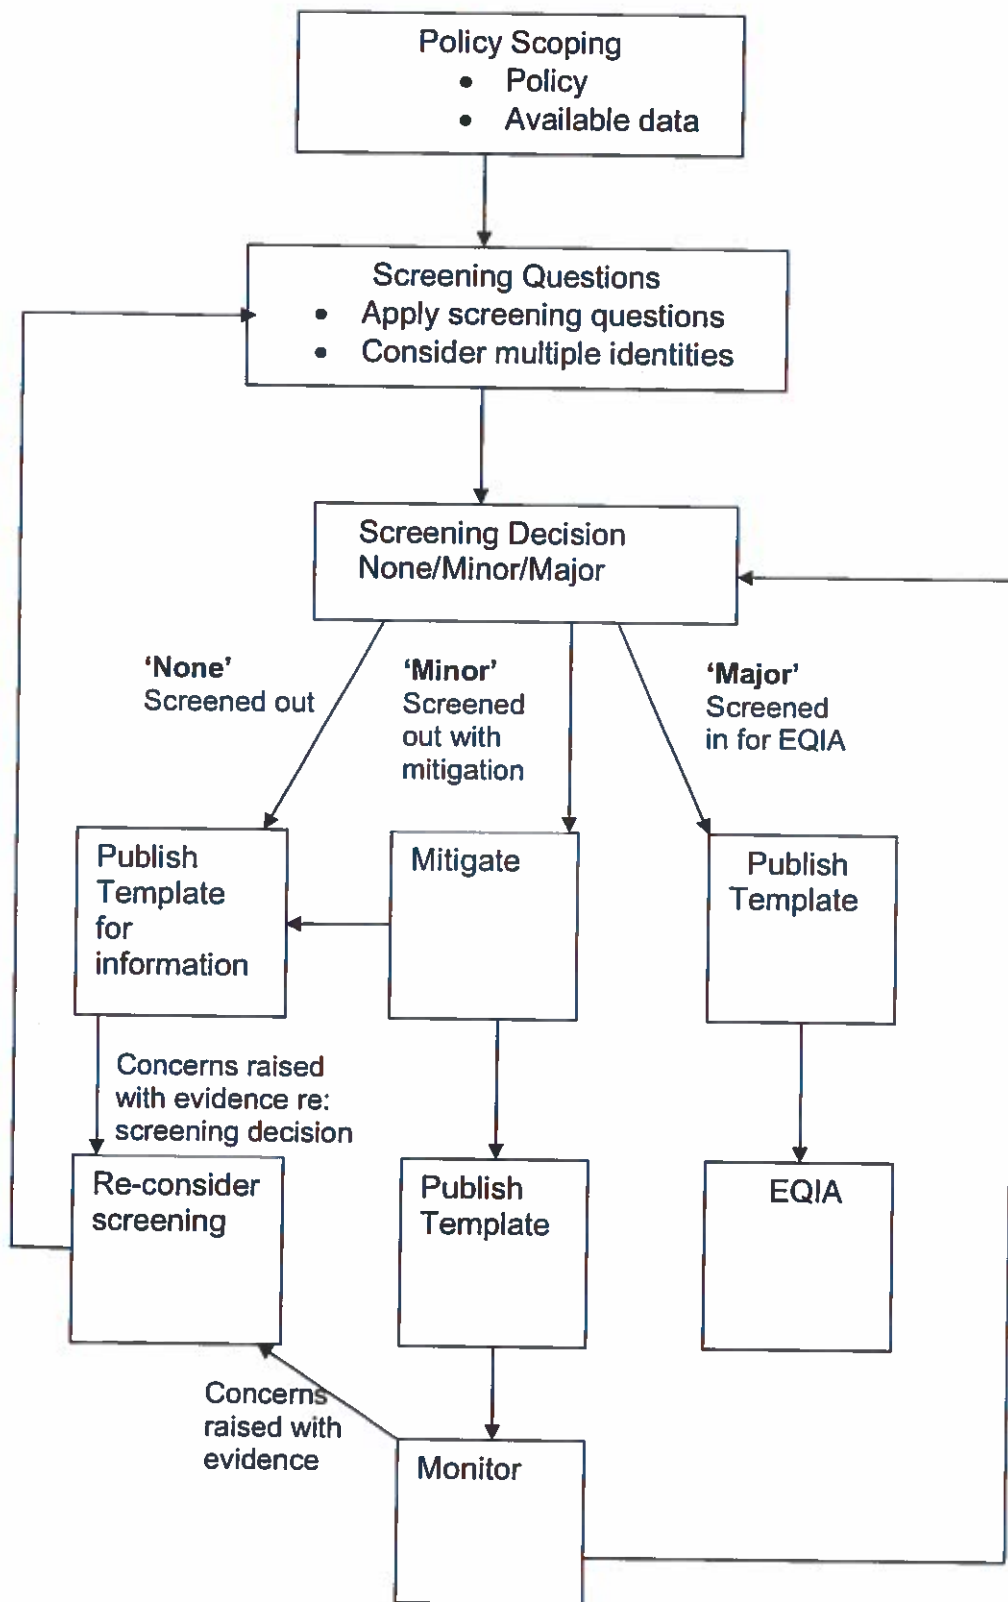 Policy Scoping
• Policy
• Available data
Screening Questions
• Apply screening questions
• Consider multiple identities
Screening Decision
None/Minor/Major
‘None’
Screened out
‘Minor’
Screened
out with
mitigation
‘Major’
Screened
in for EQIA
Publish
Template
for
information
Mitigate
Publish
Template
Concerns raised
with evidence re:
screening decision
Re-consider
screening
Publish
Template
EQIA
Concerns
raised with
evidence
Monitor